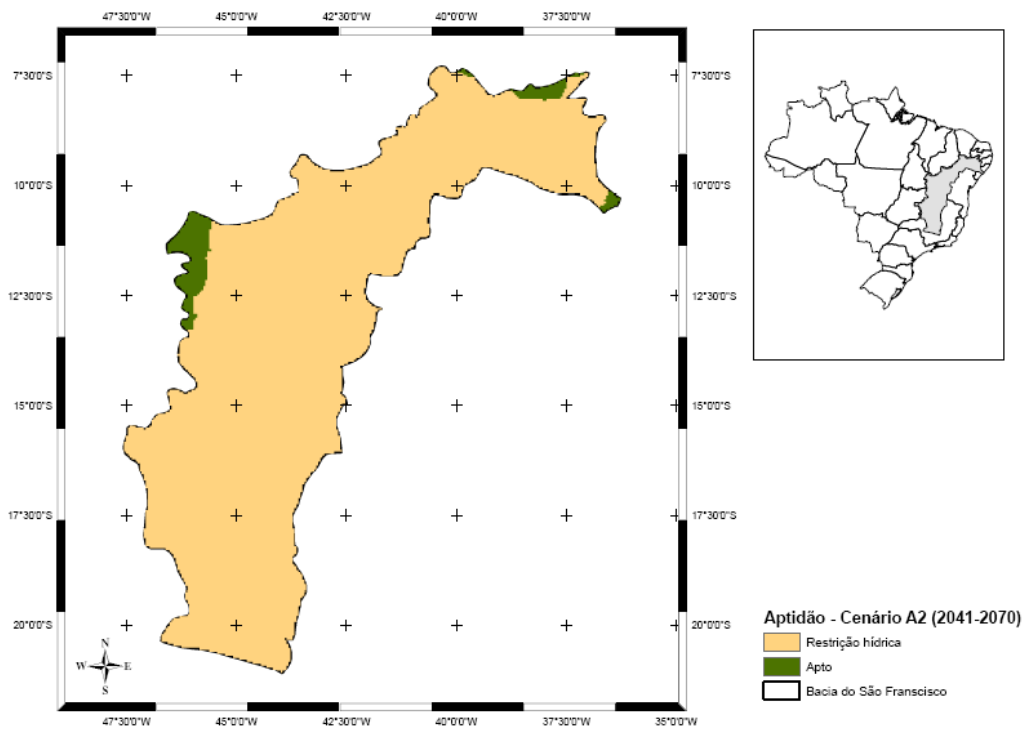 47°30'0"W 45°0'0"W 42°30'0"W 40°0'0"W 37°30'0"W
7°30'0"S 7°30'0"S
10°0'0"S 10°0'0"S
12°30'0"S 12°30'0"S
15°0'0"S 15°0'0"S
17°30'0"S 17°30'0"S
20°0'0"S 20°0'0"S
N
W E
S
47°30'0"W 45°0'0"W 42°30'0"W 40°0'0"W 37°30'0"W 35°0'0"W
Aptidão - Cenário A2 (2041-2070)
Restrição hídrica
Apto
Bacia do São Franscisco